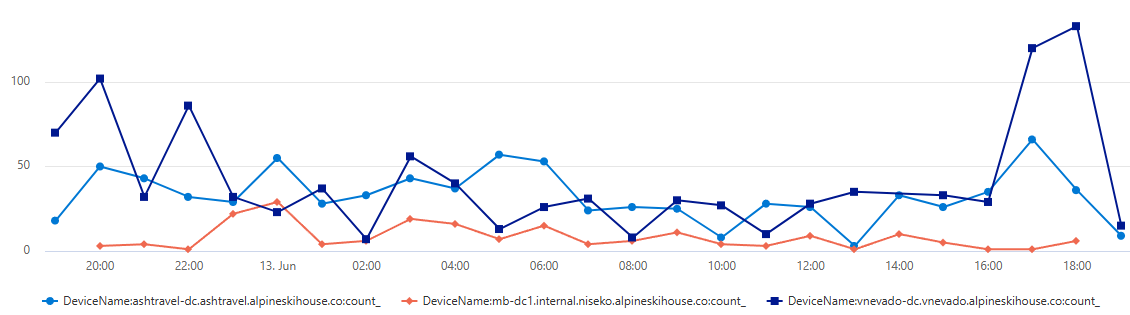 100
50
0
20:00 22:00 13. Jun 02:00 04:00 06:00 08:00 10:00 12:00 14:00 16:00 18:00
DeviceName:ashtravel-dc.ashtravel.alpineskihouse.co:count_ DeviceName:mb-dc1.internal.niseko.alpineskihouse.co:count_ DeviceName:vnevado-dc.vnevado.alpineskihouse.co:count_